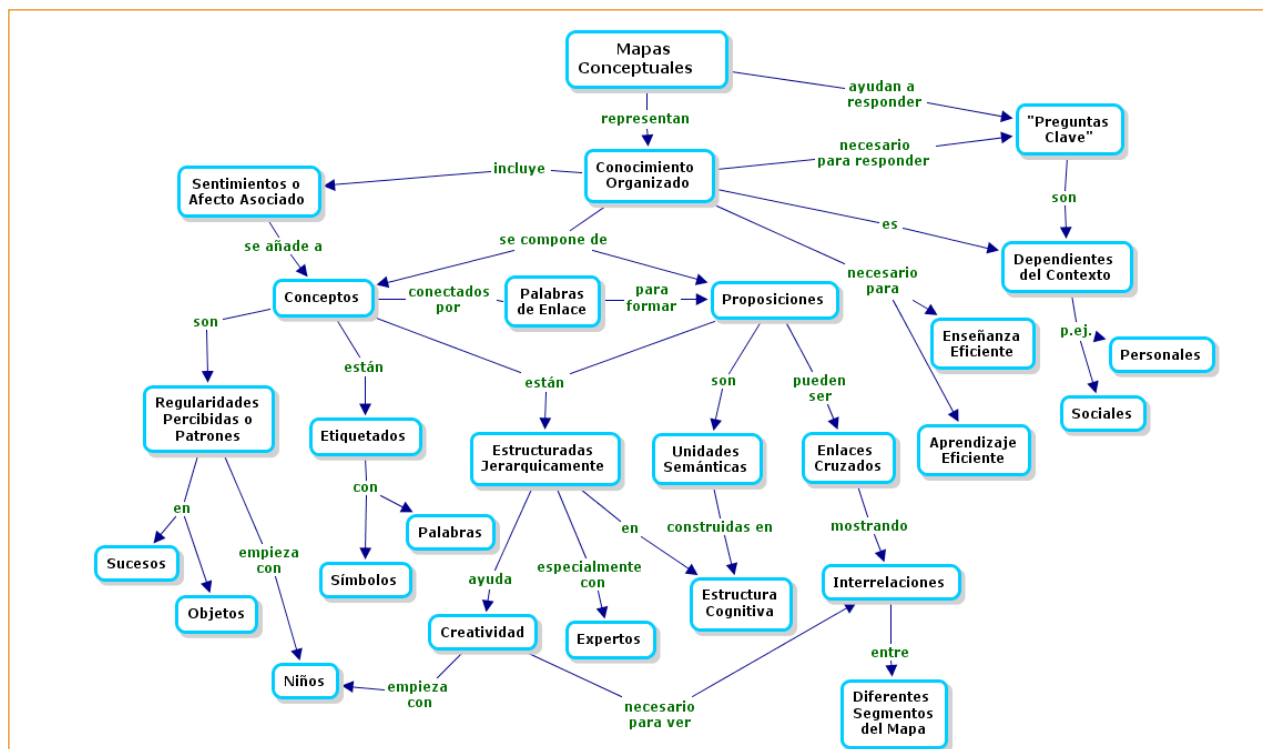 Mapas
Conceptuales
ayudan a
responder
representan
"Preguntas
Clave"
necesario
para responder
incluye
Conocimiento
Organizado
Sentimientos o
Afecto Asociado
son
es
se añade a
se compone de
Dependientes
del Contexto
necesario
para
Conceptos
conectados
por
Palabras
de Enlace
para
formar
Proposiciones
son
Enseñanza
Eficiente
p.ej.
Personales
están
están
son
pueden
ser
Regularidades
Percibidas o
Patrones
Sociales
Etiquetados
Estructuradas
Jerarquicamente
Unidades
Semánticas
Enlaces
Cruzados
Aprendizaje
Eficiente
con
en
Palabras
en
construidas en
mostrando
empieza
con
Sucesos
Símbolos
ayuda
especialmente
con
Estructura
Cognitiva
Interrelaciones
Objetos
Creatividad
Expertos
entre
Niños
empieza
con
necesario
para ver
Diferentes
Segmentos
del Mapa